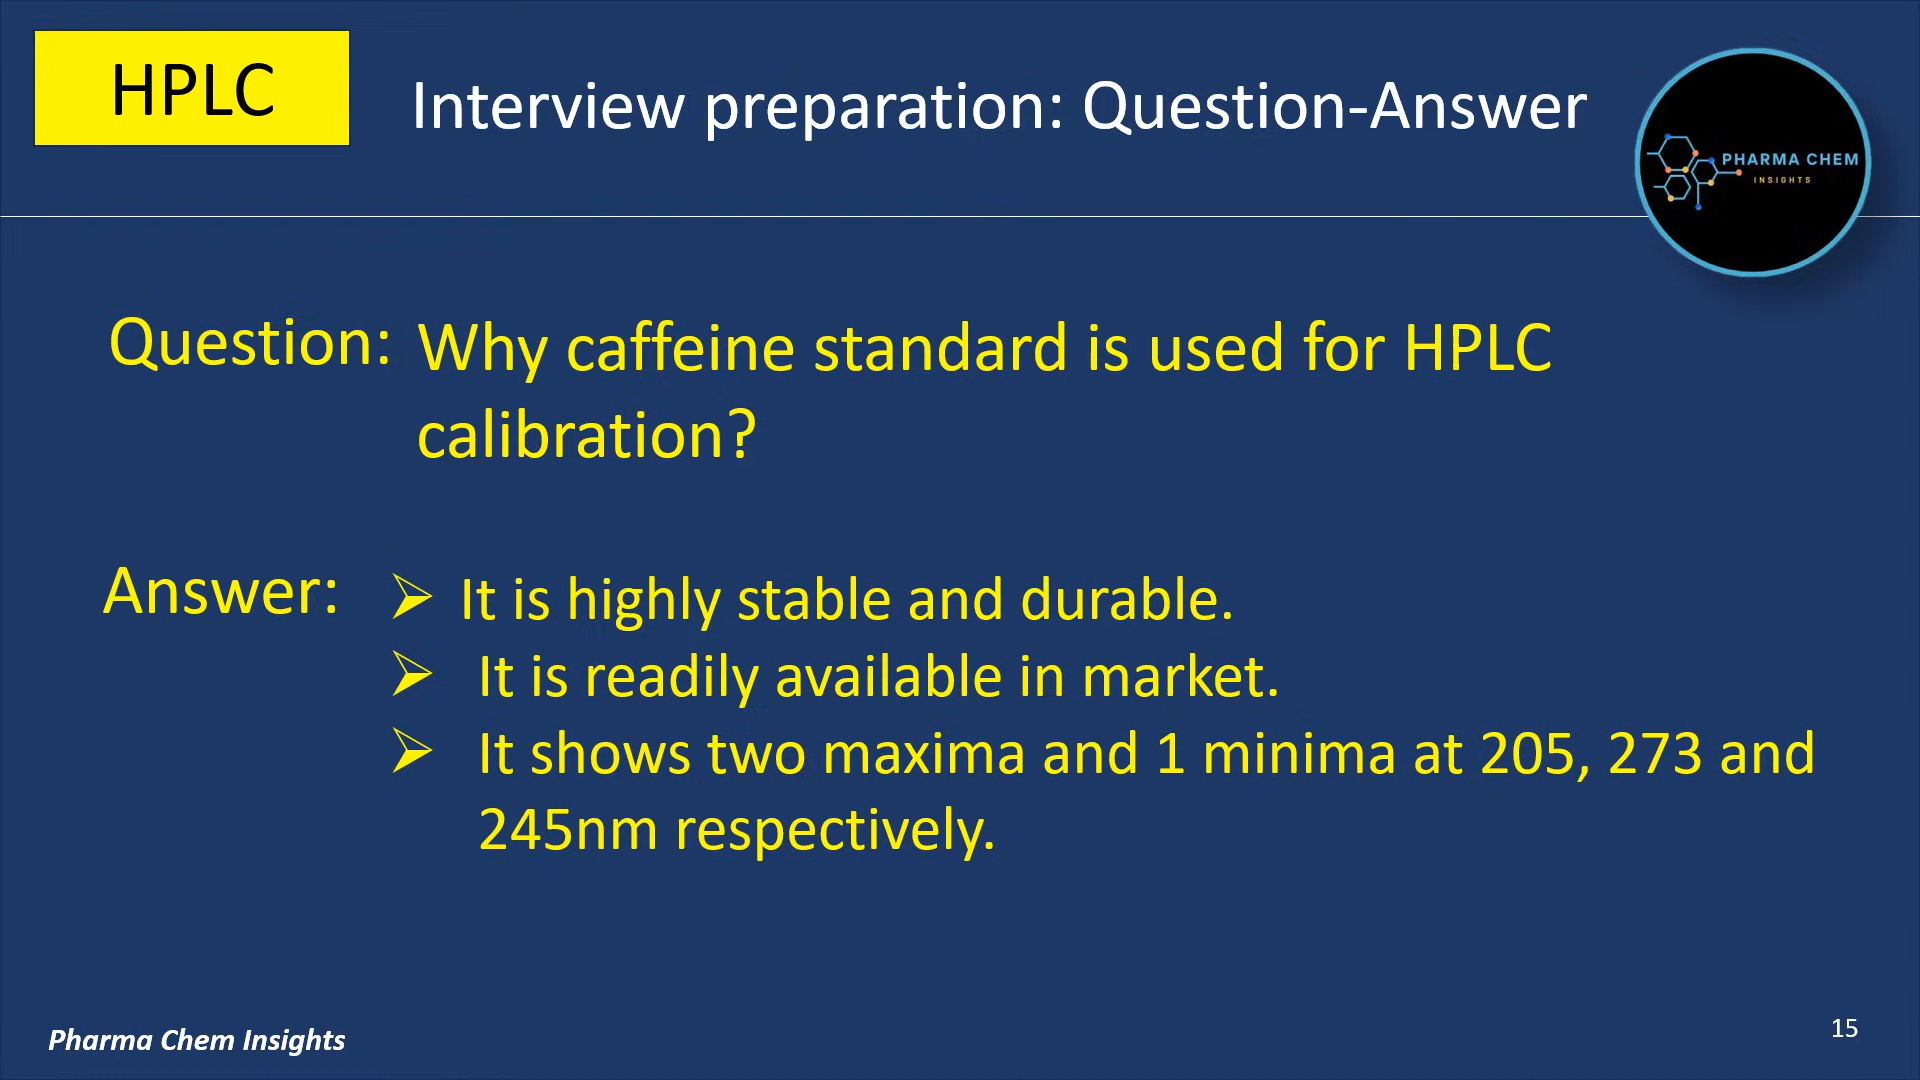 HPLC
Interview preparation: Question-Answer
PHARMA CHEM
INSIGHTS
Question: Why caffeine standard is used for HPLC
calibration?
Answer: ➢ It is highly stable and durable.
➢ It is readily available in market.
➢ It shows two maxima and 1 minima at 205, 273 and
245nm respectively.
Pharma Chem Insights
15